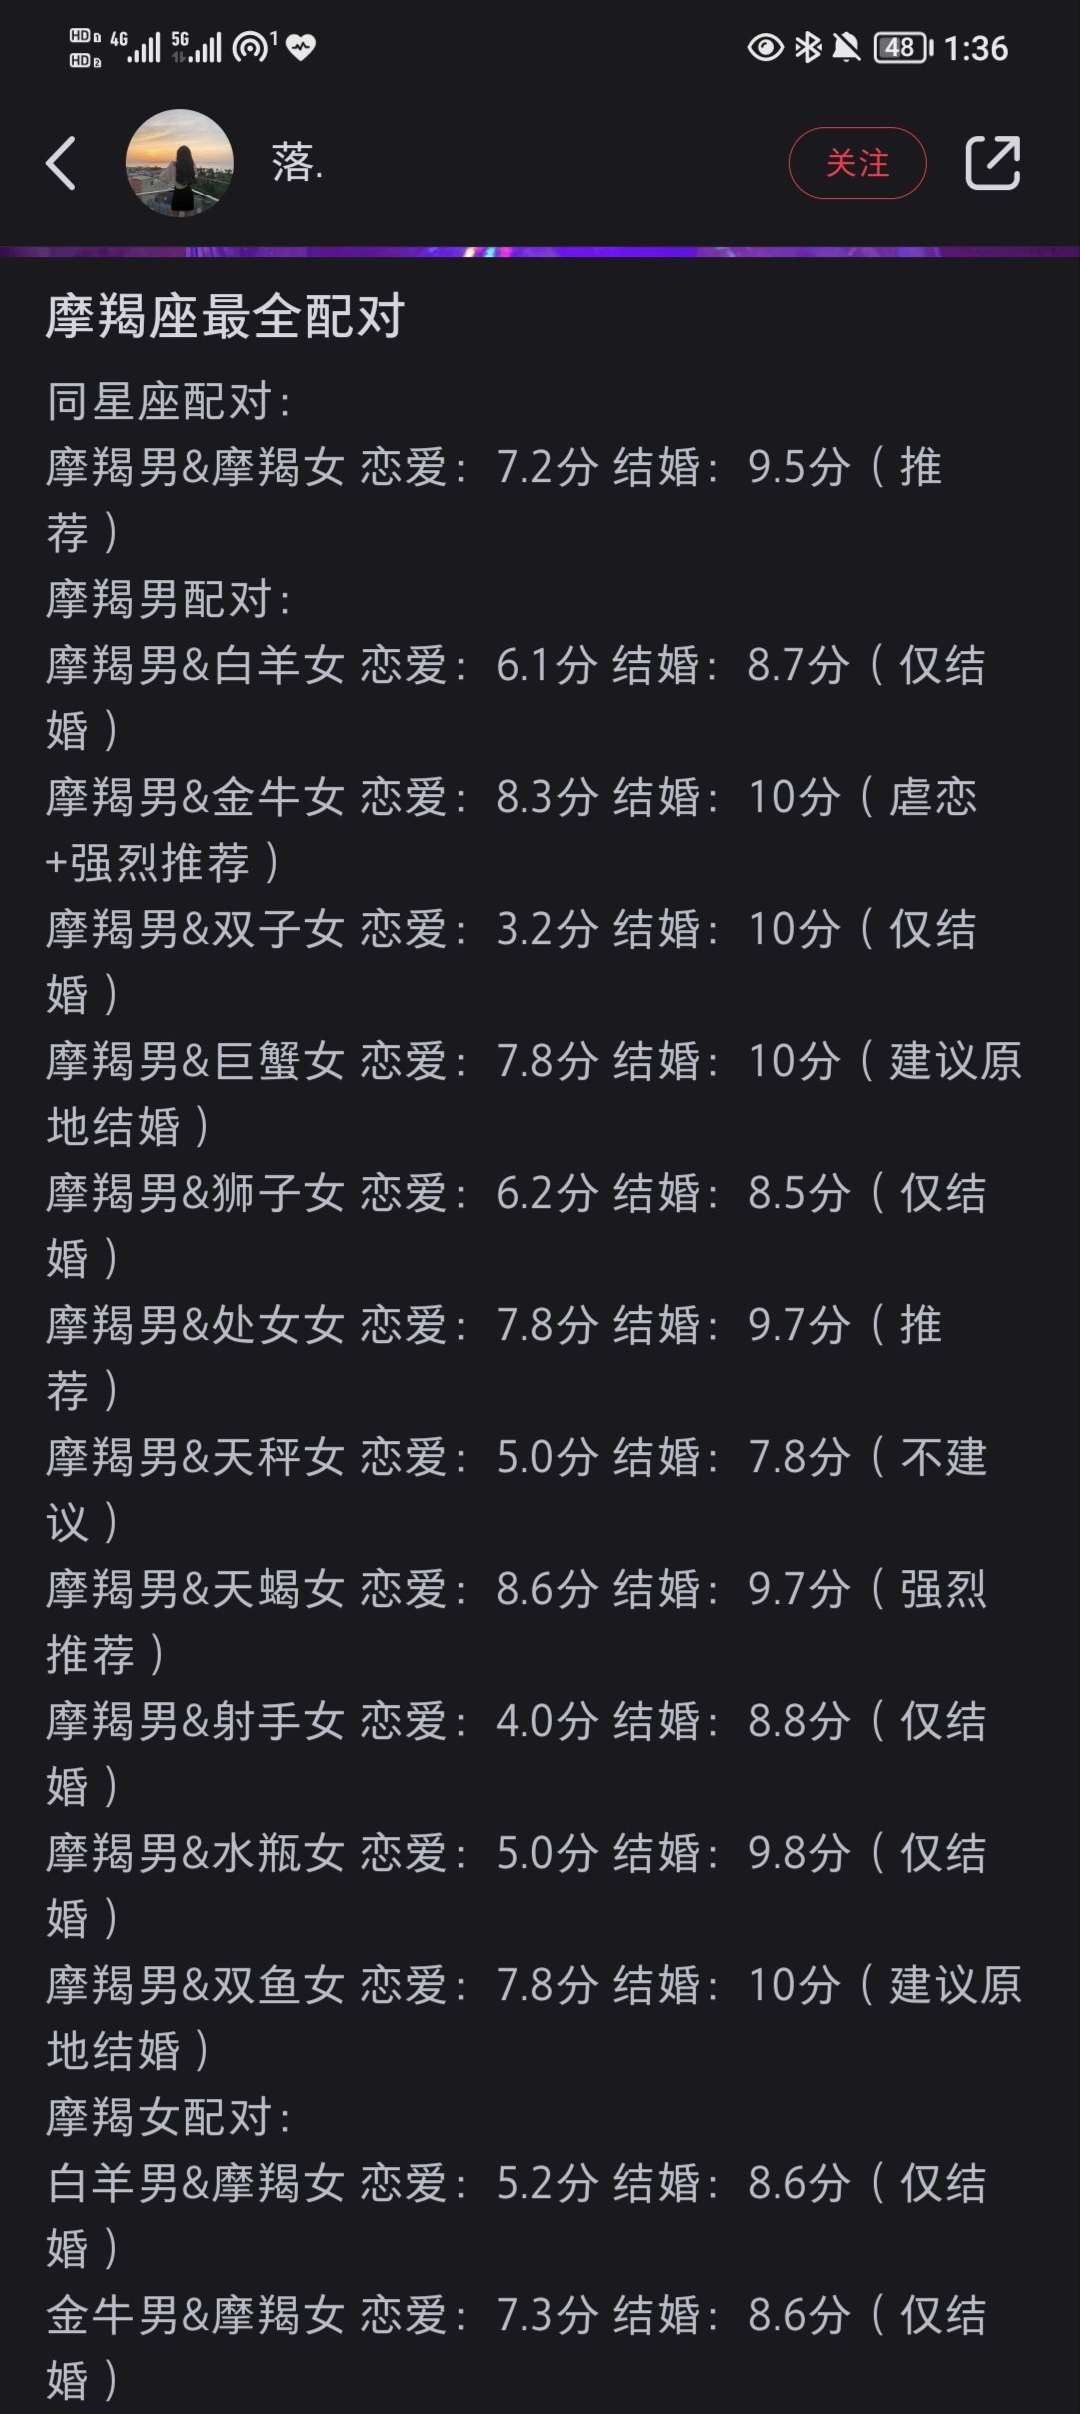 HD 1 4G 5G 1 48 1:36
HD 2
落.
关注
摩羯座最全配对
同星座配对：
摩羯男&摩羯女 恋爱：7.2分 结婚：9.5分（推
荐）
摩羯男配对：
摩羯男&白羊女 恋爱：6.1分 结婚：8.7分（仅结
婚）
摩羯男&金牛女 恋爱：8.3分 结婚：10分（虐恋
+强烈推荐）
摩羯男&双子女 恋爱：3.2分 结婚：10分（仅结
婚）
摩羯男&巨蟹女 恋爱：7.8分 结婚：10分（建议原
地结婚）
摩羯男&狮子女 恋爱：6.2分 结婚：8.5分（仅结
婚）
摩羯男&处女女 恋爱：7.8分 结婚：9.7分（推
荐）
摩羯男&天秤女 恋爱：5.0分 结婚：7.8分（不建
议）
摩羯男&天蝎女 恋爱：8.6分 结婚：9.7分（强烈
推荐）
摩羯男&射手女 恋爱：4.0分 结婚：8.8分（仅结
婚）
摩羯男&水瓶女 恋爱：5.0分 结婚：9.8分（仅结
婚）
摩羯男&双鱼女 恋爱：7.8分 结婚：10分（建议原
地结婚）
摩羯女配对：
白羊男&摩羯女 恋爱：5.2分 结婚：8.6分（仅结
婚）
金牛男&摩羯女 恋爱：7.3分 结婚：8.6分（仅结
婚）